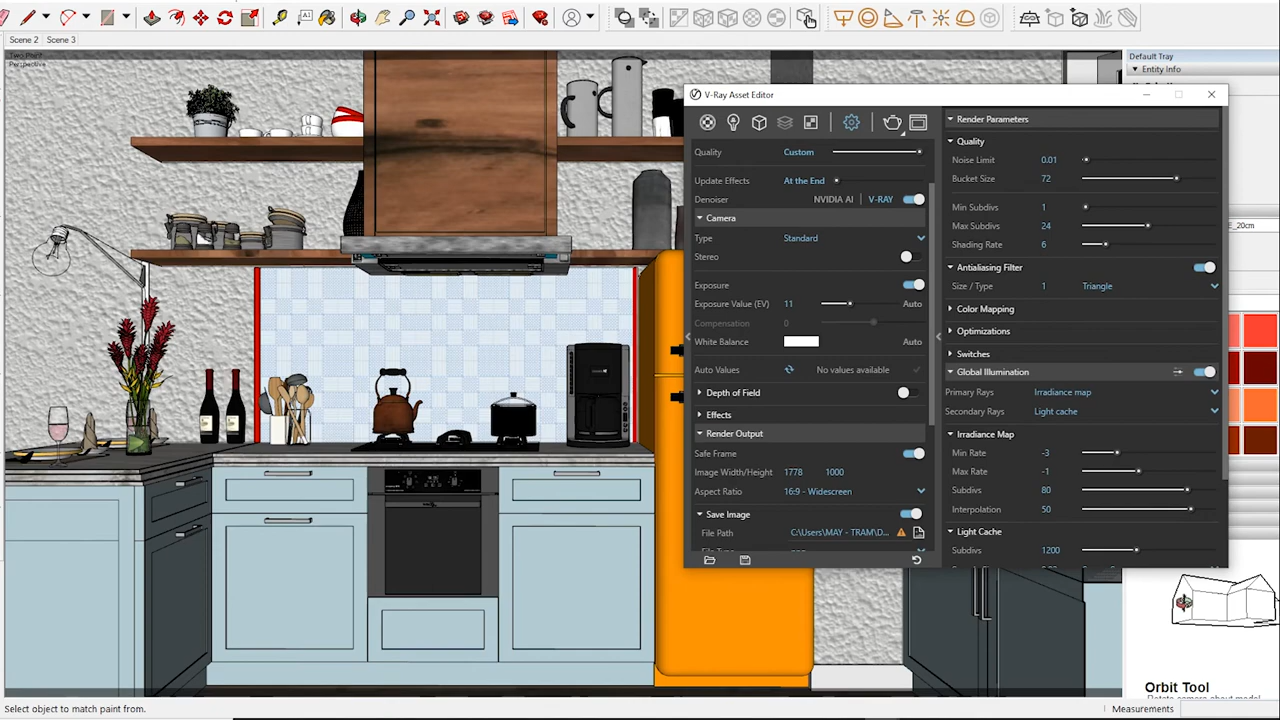 Scene 2
Scene 3
Two Point
Perspective
Default Tray
Entity Info
V-Ray Asset Editor
Quality
Custom
Update Effects
At the End
Denoiser
NVIDIA AI
V-RAY
Camera
Type
Standard
Stereo
Exposure
Exposure Value (EV)
11
Auto
Compensation
0
White Balance
Auto
Auto Values
No values available
Depth of Field
Effects
Render Output
Safe Frame
Image Width/Height
1778
1000
Aspect Ratio
16:9 - Widescreen
Save Image
File Path
C:\Users\MAY - TRAM\D...
Render Parameters
Quality
Noise Limit
0.01
Bucket Size
72
Min Subdivs
1
Max Subdivs
24
Shading Rate
6
Antialiasing Filter
Size / Type
1
Triangle
Color Mapping
Optimizations
Switches
Global Illumination
Primary Rays
Irradiance map
Secondary Rays
Light cache
Irradiance Map
Min Rate
-3
Max Rate
-1
Subdivs
80
Interpolation
50
Light Cache
Subdivs
1200
E_20cm
Orbit Tool
Select object to match paint from.
Measurements